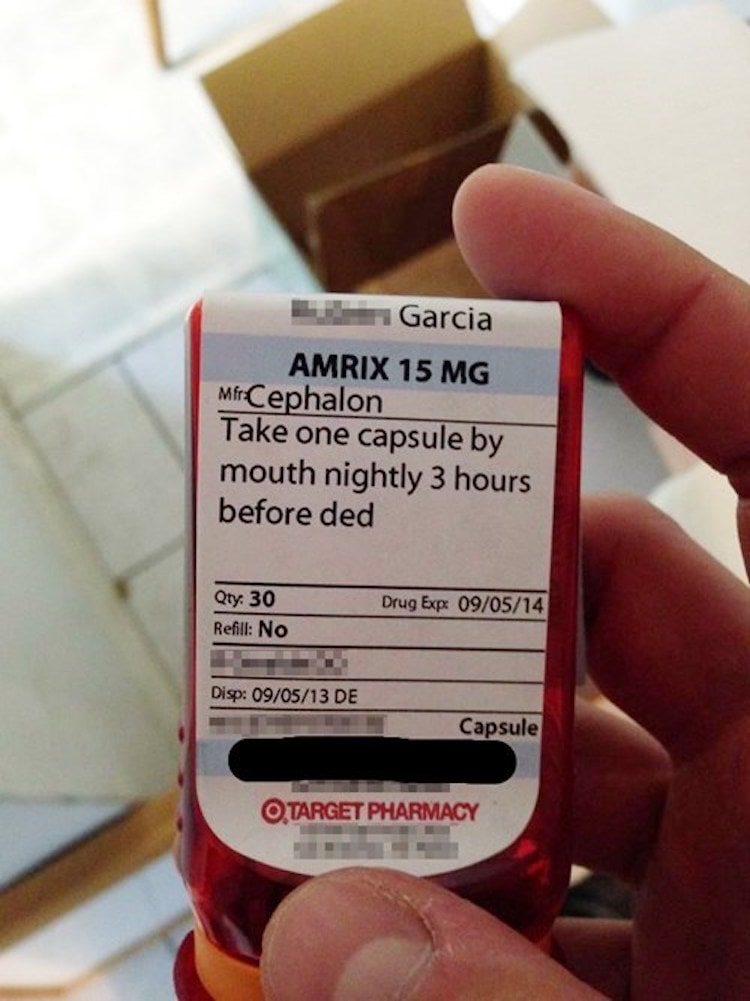 Garcia
AMRIX 15 MG
Mfr: Cephalon
Take one capsule by
mouth nightly 3 hours
before ded
Qty: 30 Drug Exp: 09/05/14
Refill: No
Disp: 09/05/13 DE
Capsule
TARGET PHARMACY